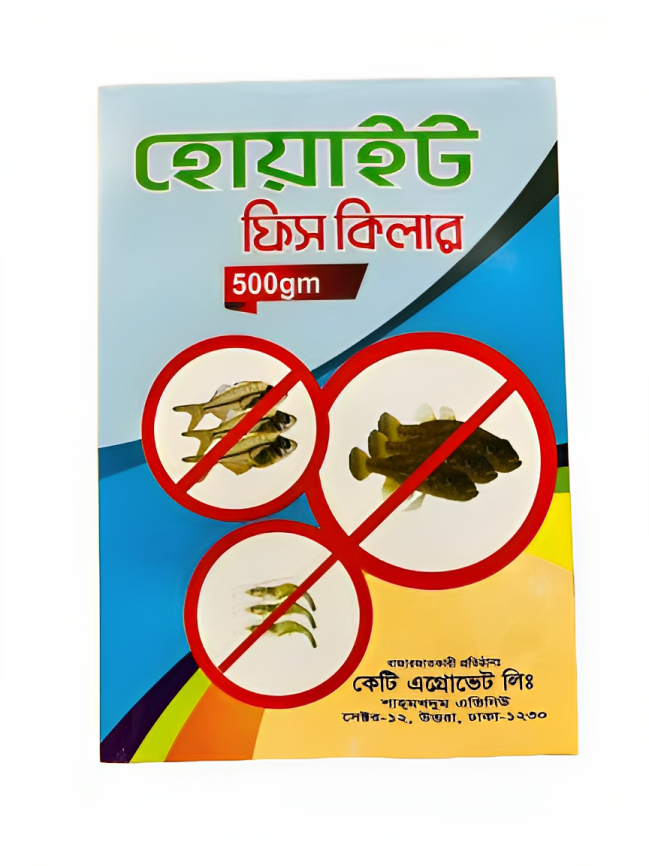 হোয়াইট
ফিস কিলার
500gm
বাজারজাতকারী প্রতিষ্ঠানঃ
কেটি এগ্রোভেট লিঃ
শাহমখদুম এভিনিউ
সেক্টর-১২, উত্তরা, ঢাকা-১২৩০